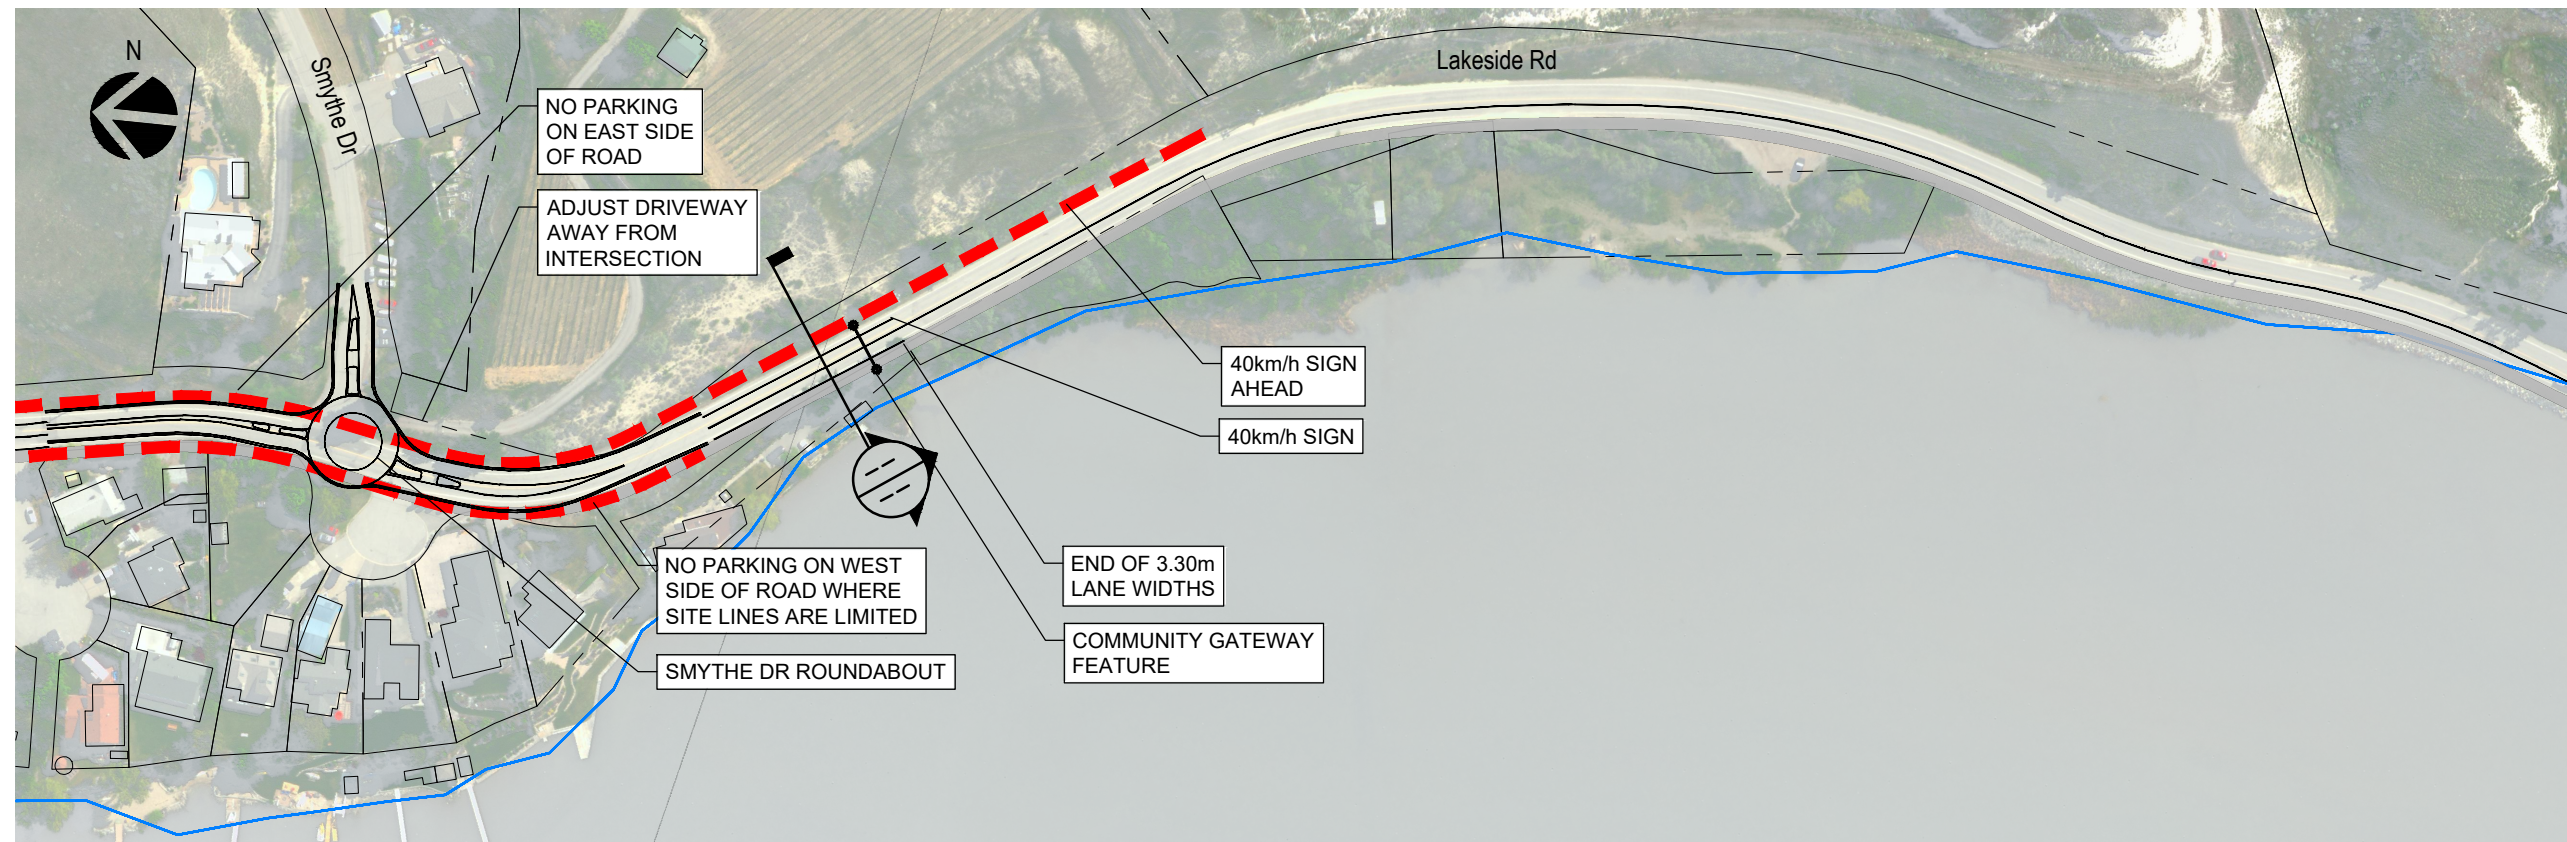 N
Smythe Dr
Lakeside Rd
NO PARKING
ON EAST SIDE
OF ROAD
ADJUST DRIVEWAY
AWAY FROM
INTERSECTION
40km/h SIGN
AHEAD
40km/h SIGN
NO PARKING ON WEST
SIDE OF ROAD WHERE
SITE LINES ARE LIMITED
END OF 3.30m
LANE WIDTHS
COMMUNITY GATEWAY
FEATURE
SMYTHE DR ROUNDABOUT